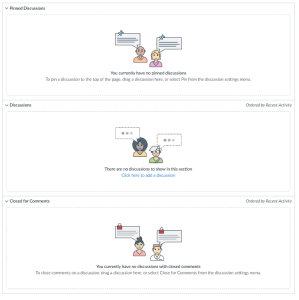 Pinned Discussions
You currently have no pinned discussions
To pin a discussion to the top of the page, drag a discussion here, or select Pin from the discussion settings menu.
Discussions
Ordered by Recent Activity
There are no discussions to show in this section
Click here to add a discussion
Closed for Comments
Ordered by Recent Activity
You currently have no discussions with closed comments
To close comments on a discussion, drag a discussion here, or select Close for Comments from the discussion settings menu.